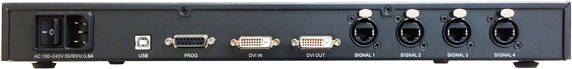 AC 100~240V 50/60Hz 0.6A
USB
PROG
DVI IN
DVI OUT
SIGNAL 1
SIGNAL 2
SIGNAL 3
SIGNAL 4